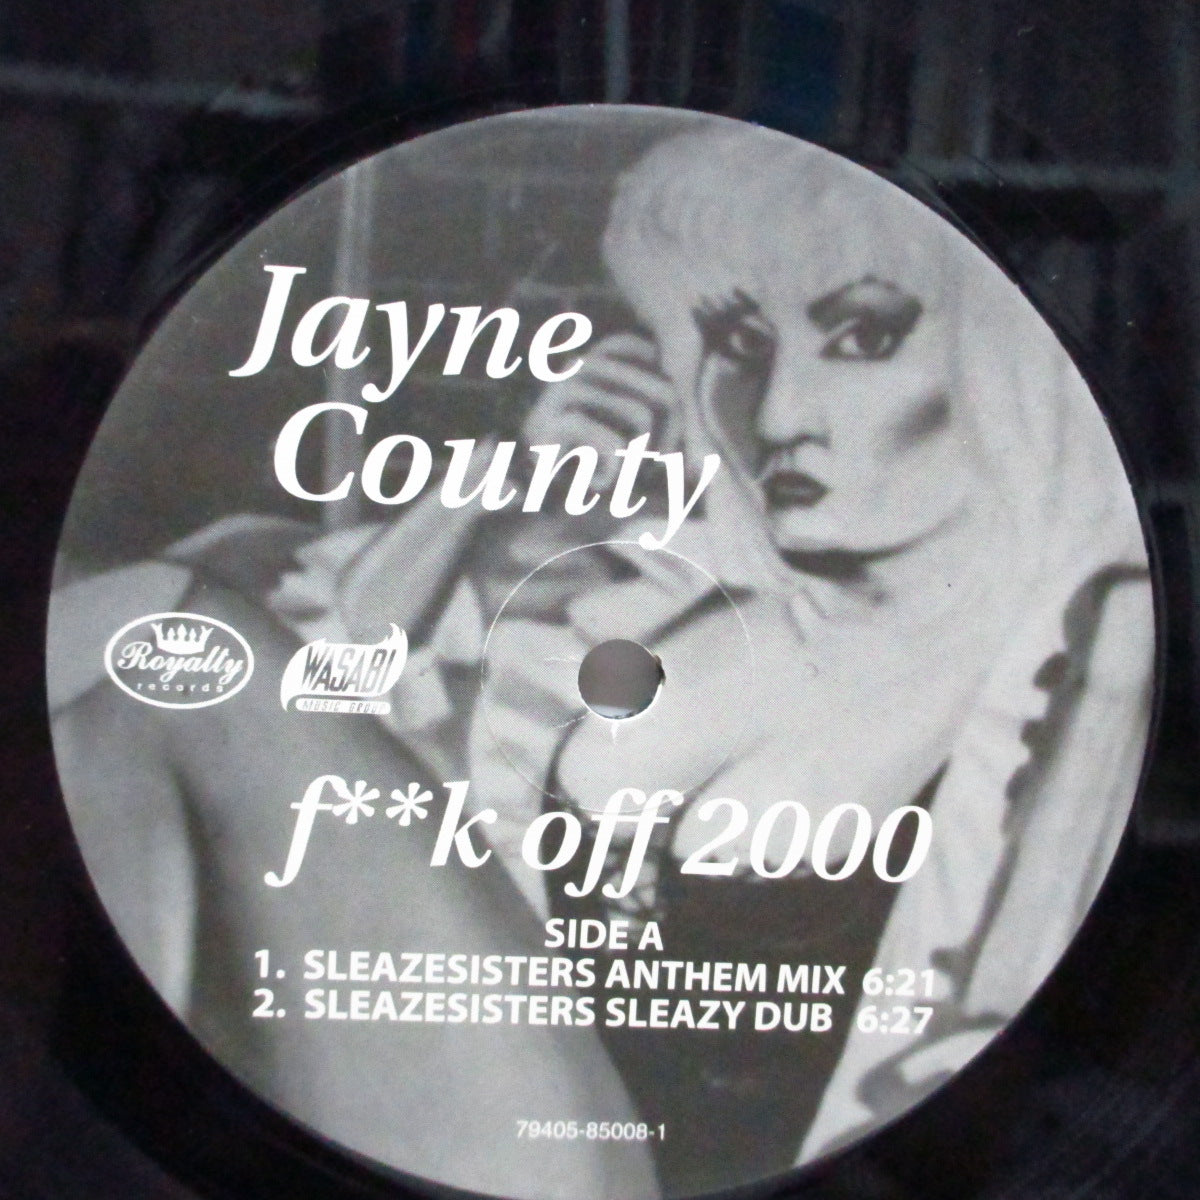 Jayne
County
Royalty
records
WASABI
MUSIC GROUP
f**k off 2000
SIDE A
1. SLEAZESISTERS ANTHEM MIX 6:21
2. SLEAZESISTERS SLEAZY DUB 6:27
79405-85008-1